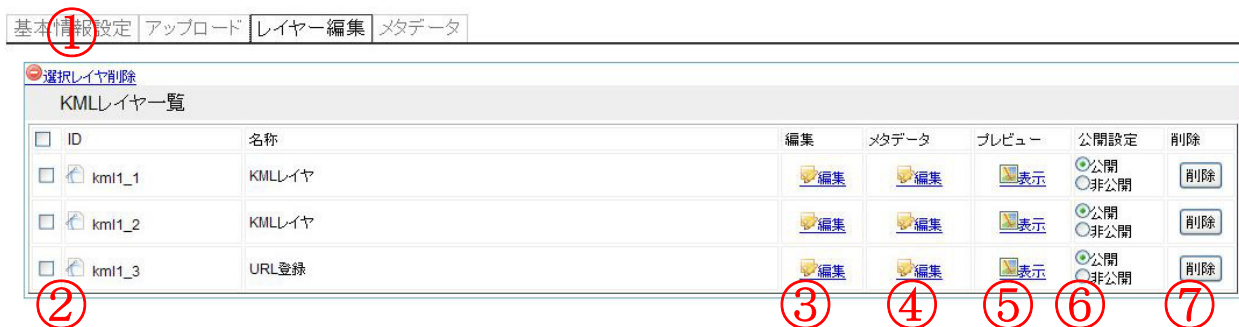 基本情報設定 アップロード レイヤー編集 メタデータ
①
選択レイヤ削除
KMLレイヤ一覧
ID 名称 編集 メタデータ プレビュー 公開設定 削除
kml1_1 KMLレイヤ 編集 編集 表示 公開 非公開 削除
kml1_2 KMLレイヤ 編集 編集 表示 公開 非公開 削除
kml1_3 URL登録 編集 編集 表示 公開 非公開 削除
② ③ ④ ⑤ ⑥ ⑦